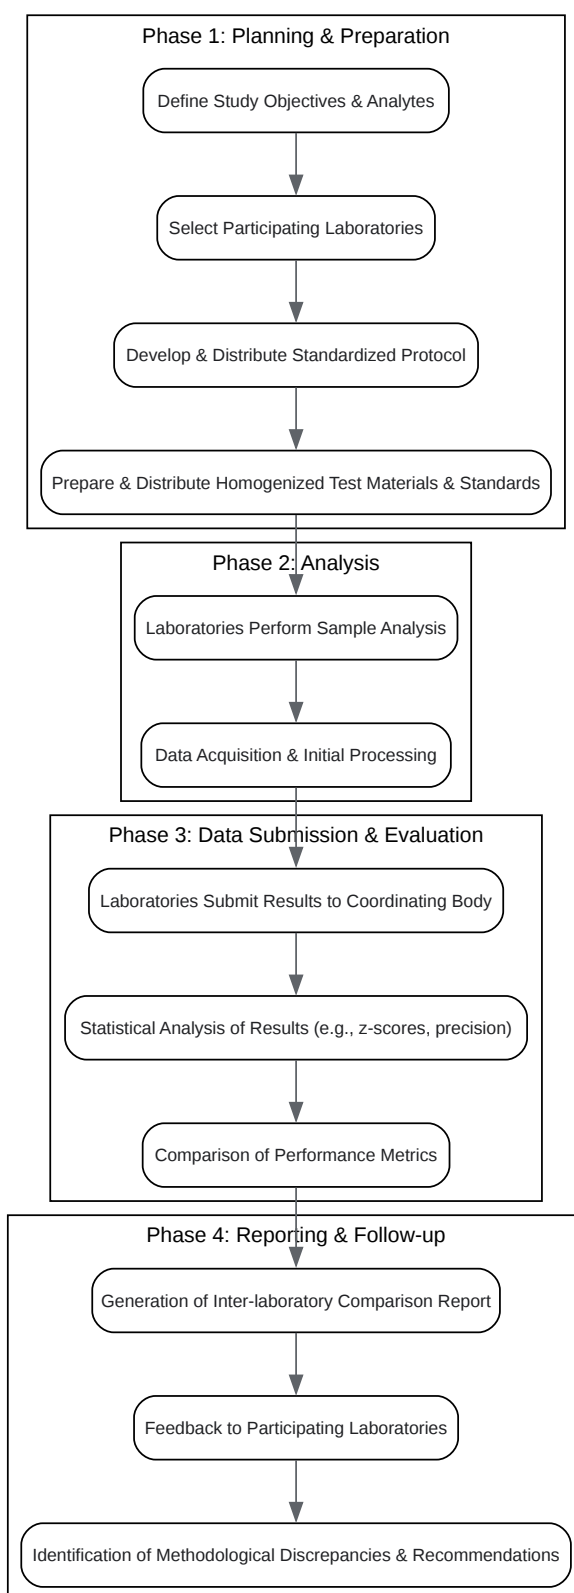 Phase 1: Planning & Preparation
Define Study Objectives & Analytes
Select Participating Laboratories
Develop & Distribute Standardized Protocol
Prepare & Distribute Homogenized Test Materials & Standards
Phase 2: Analysis
Laboratories Perform Sample Analysis
Data Acquisition & Initial Processing
Phase 3: Data Submission & Evaluation
Laboratories Submit Results to Coordinating Body
Statistical Analysis of Results (e.g., z-scores, precision)
Comparison of Performance Metrics
Phase 4: Reporting & Follow-up
Generation of Inter-laboratory Comparison Report
Feedback to Participating Laboratories
Identification of Methodological Discrepancies & Recommendations